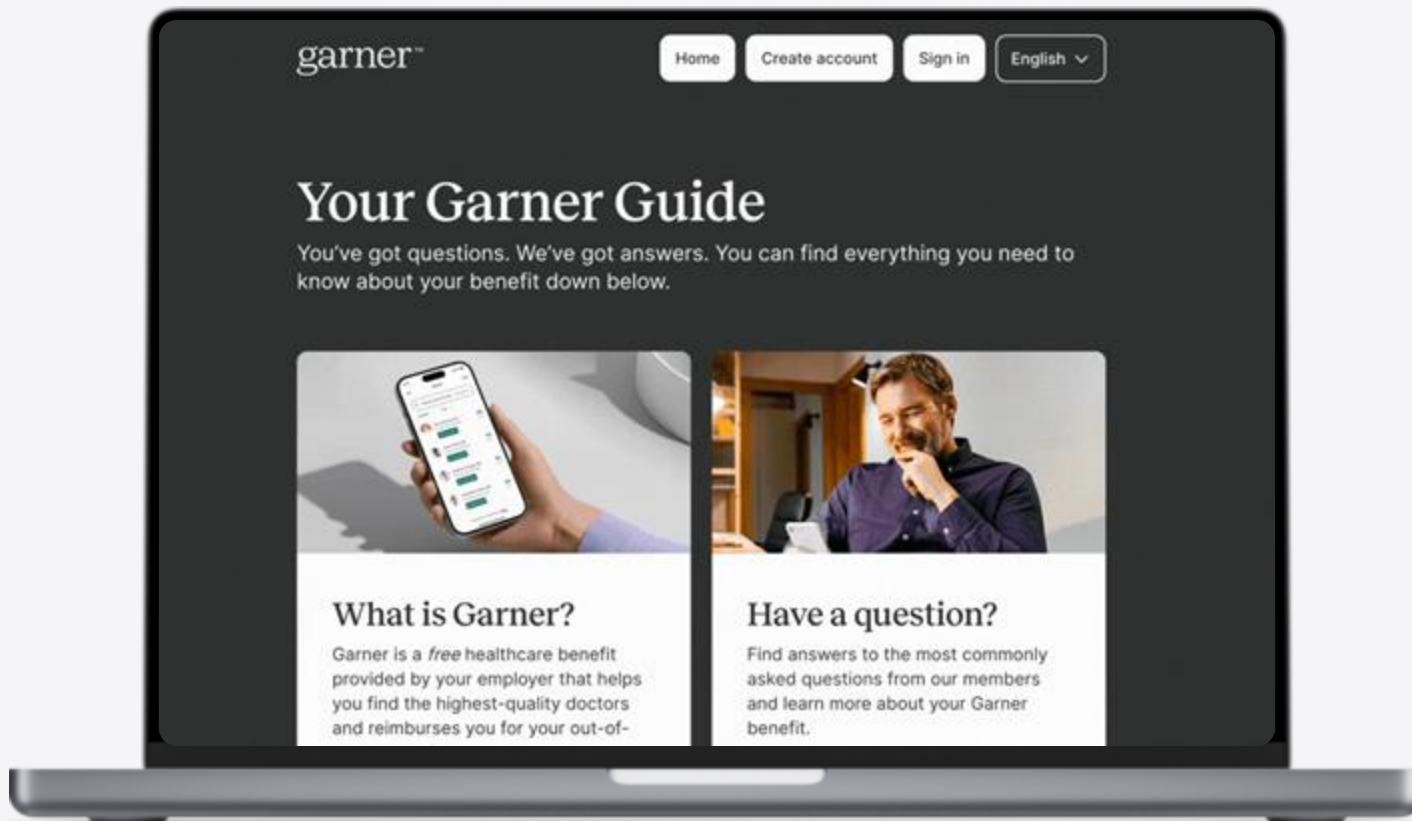 garner™
Home
Create account
Sign in
English
Your Garner Guide
You've got questions. We've got answers. You can find everything you need to
know about your benefit down below.
What is Garner?
Garner is a free healthcare benefit
provided by your employer that helps
you find the highest-quality doctors
and reimburses you for your out-of-
Have a question?
Find answers to the most commonly
asked questions from our members
and learn more about your Garner
benefit.